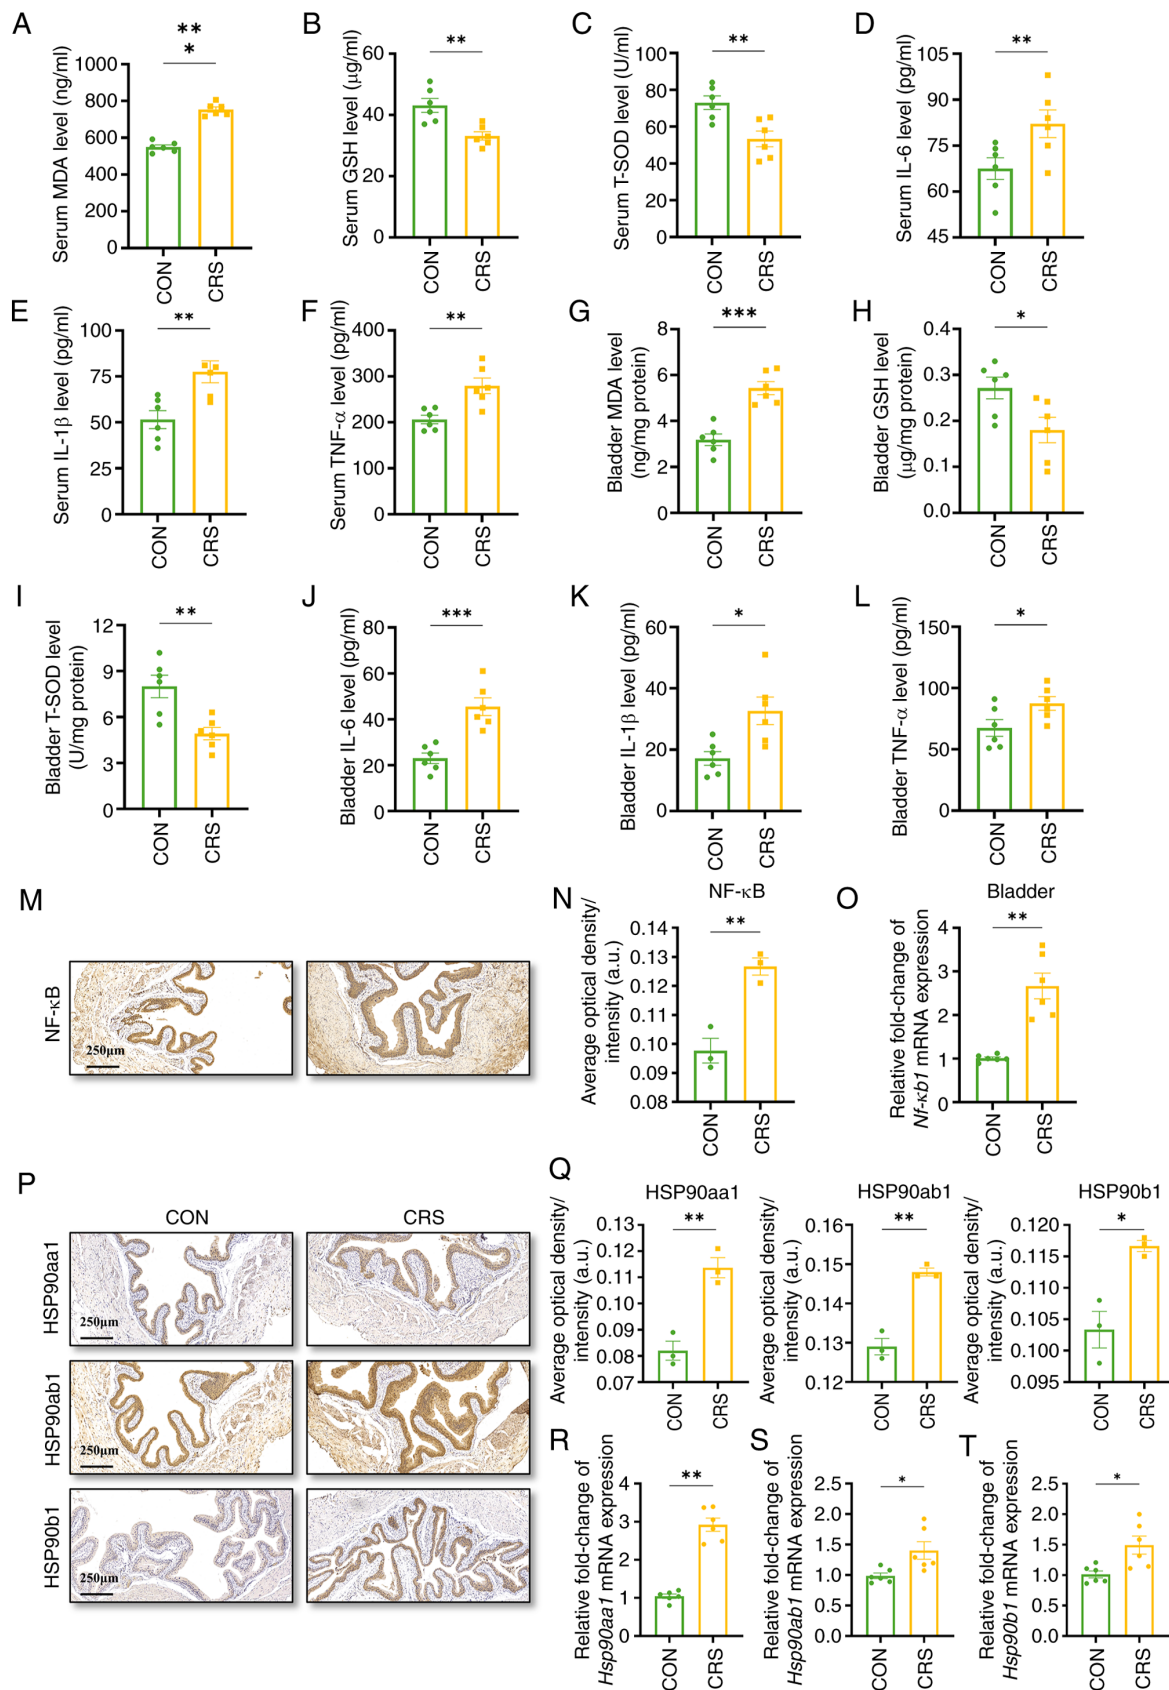 A
**
*
Serum MDA level (ng/ml)
1000
800
600
400
200
0
CON
CRS
B
**
Serum GSH level (μg/ml)
60
40
20
0
CON
CRS
C
**
Serum T-SOD level (U/ml)
100
80
60
40
20
0
CON
CRS
D
**
Serum IL-6 level (pg/ml)
105
90
75
60
45
CON
CRS
E
**
Serum IL-1β level (pg/ml)
100
75
50
25
0
CON
CRS
F
**
Serum TNF-α level (pg/ml)
400
300
200
100
0
CON
CRS
G
***
Bladder MDA level
(ng/mg protein)
8
6
4
2
0
CON
CRS
H
*
Bladder GSH level
(μg/mg protein)
0.4
0.3
0.2
0.1
0.0
CON
CRS
I
**
Bladder T-SOD level
(U/mg protein)
12
9
6
3
0
CON
CRS
J
***
Bladder IL-6 level (pg/ml)
80
60
40
20
0
CON
CRS
K
*
Bladder IL-1β level (pg/ml)
60
40
20
0
CON
CRS
L
*
Bladder TNF-α level (pg/ml)
150
100
50
0
CON
CRS
M
NF-κB
250μm
N
NF-κB
**
Average optical density/
intensity (a.u.)
0.14
0.13
0.12
0.10
0.09
0.08
CON
CRS
O
Bladder
**
Relative fold-change of
Nf-κb1 mRNA expression
4
3
2
1
0
CON
CRS
P
CON
CRS
HSP90aa1
250μm
HSP90ab1
250μm
HSP90b1
250μm
Q
HSP90aa1
**
Average optical density/
intensity (a.u.)
0.13
0.12
0.11
0.10
0.09
0.08
0.07
CON
CRS
HSP90ab1
**
Average optical density/
intensity (a.u.)
0.16
0.15
0.14
0.13
0.12
CON
CRS
HSP90b1
*
Average optical density/
intensity (a.u.)
0.120
0.115
0.110
0.105
0.100
0.095
CON
CRS
R
**
Relative fold-change of
Hsp90aa1 mRNA expression
4
3
2
1
0
CON
CRS
S
*
Relative fold-change of
Hsp90ab1 mRNA expression
2.5
2.0
1.5
1.0
0.5
0.0
CON
CRS
T
*
Relative fold-change of
Hsp90b1 mRNA expression
2.5
2.0
1.5
1.0
0.5
0.0
CON
CRS